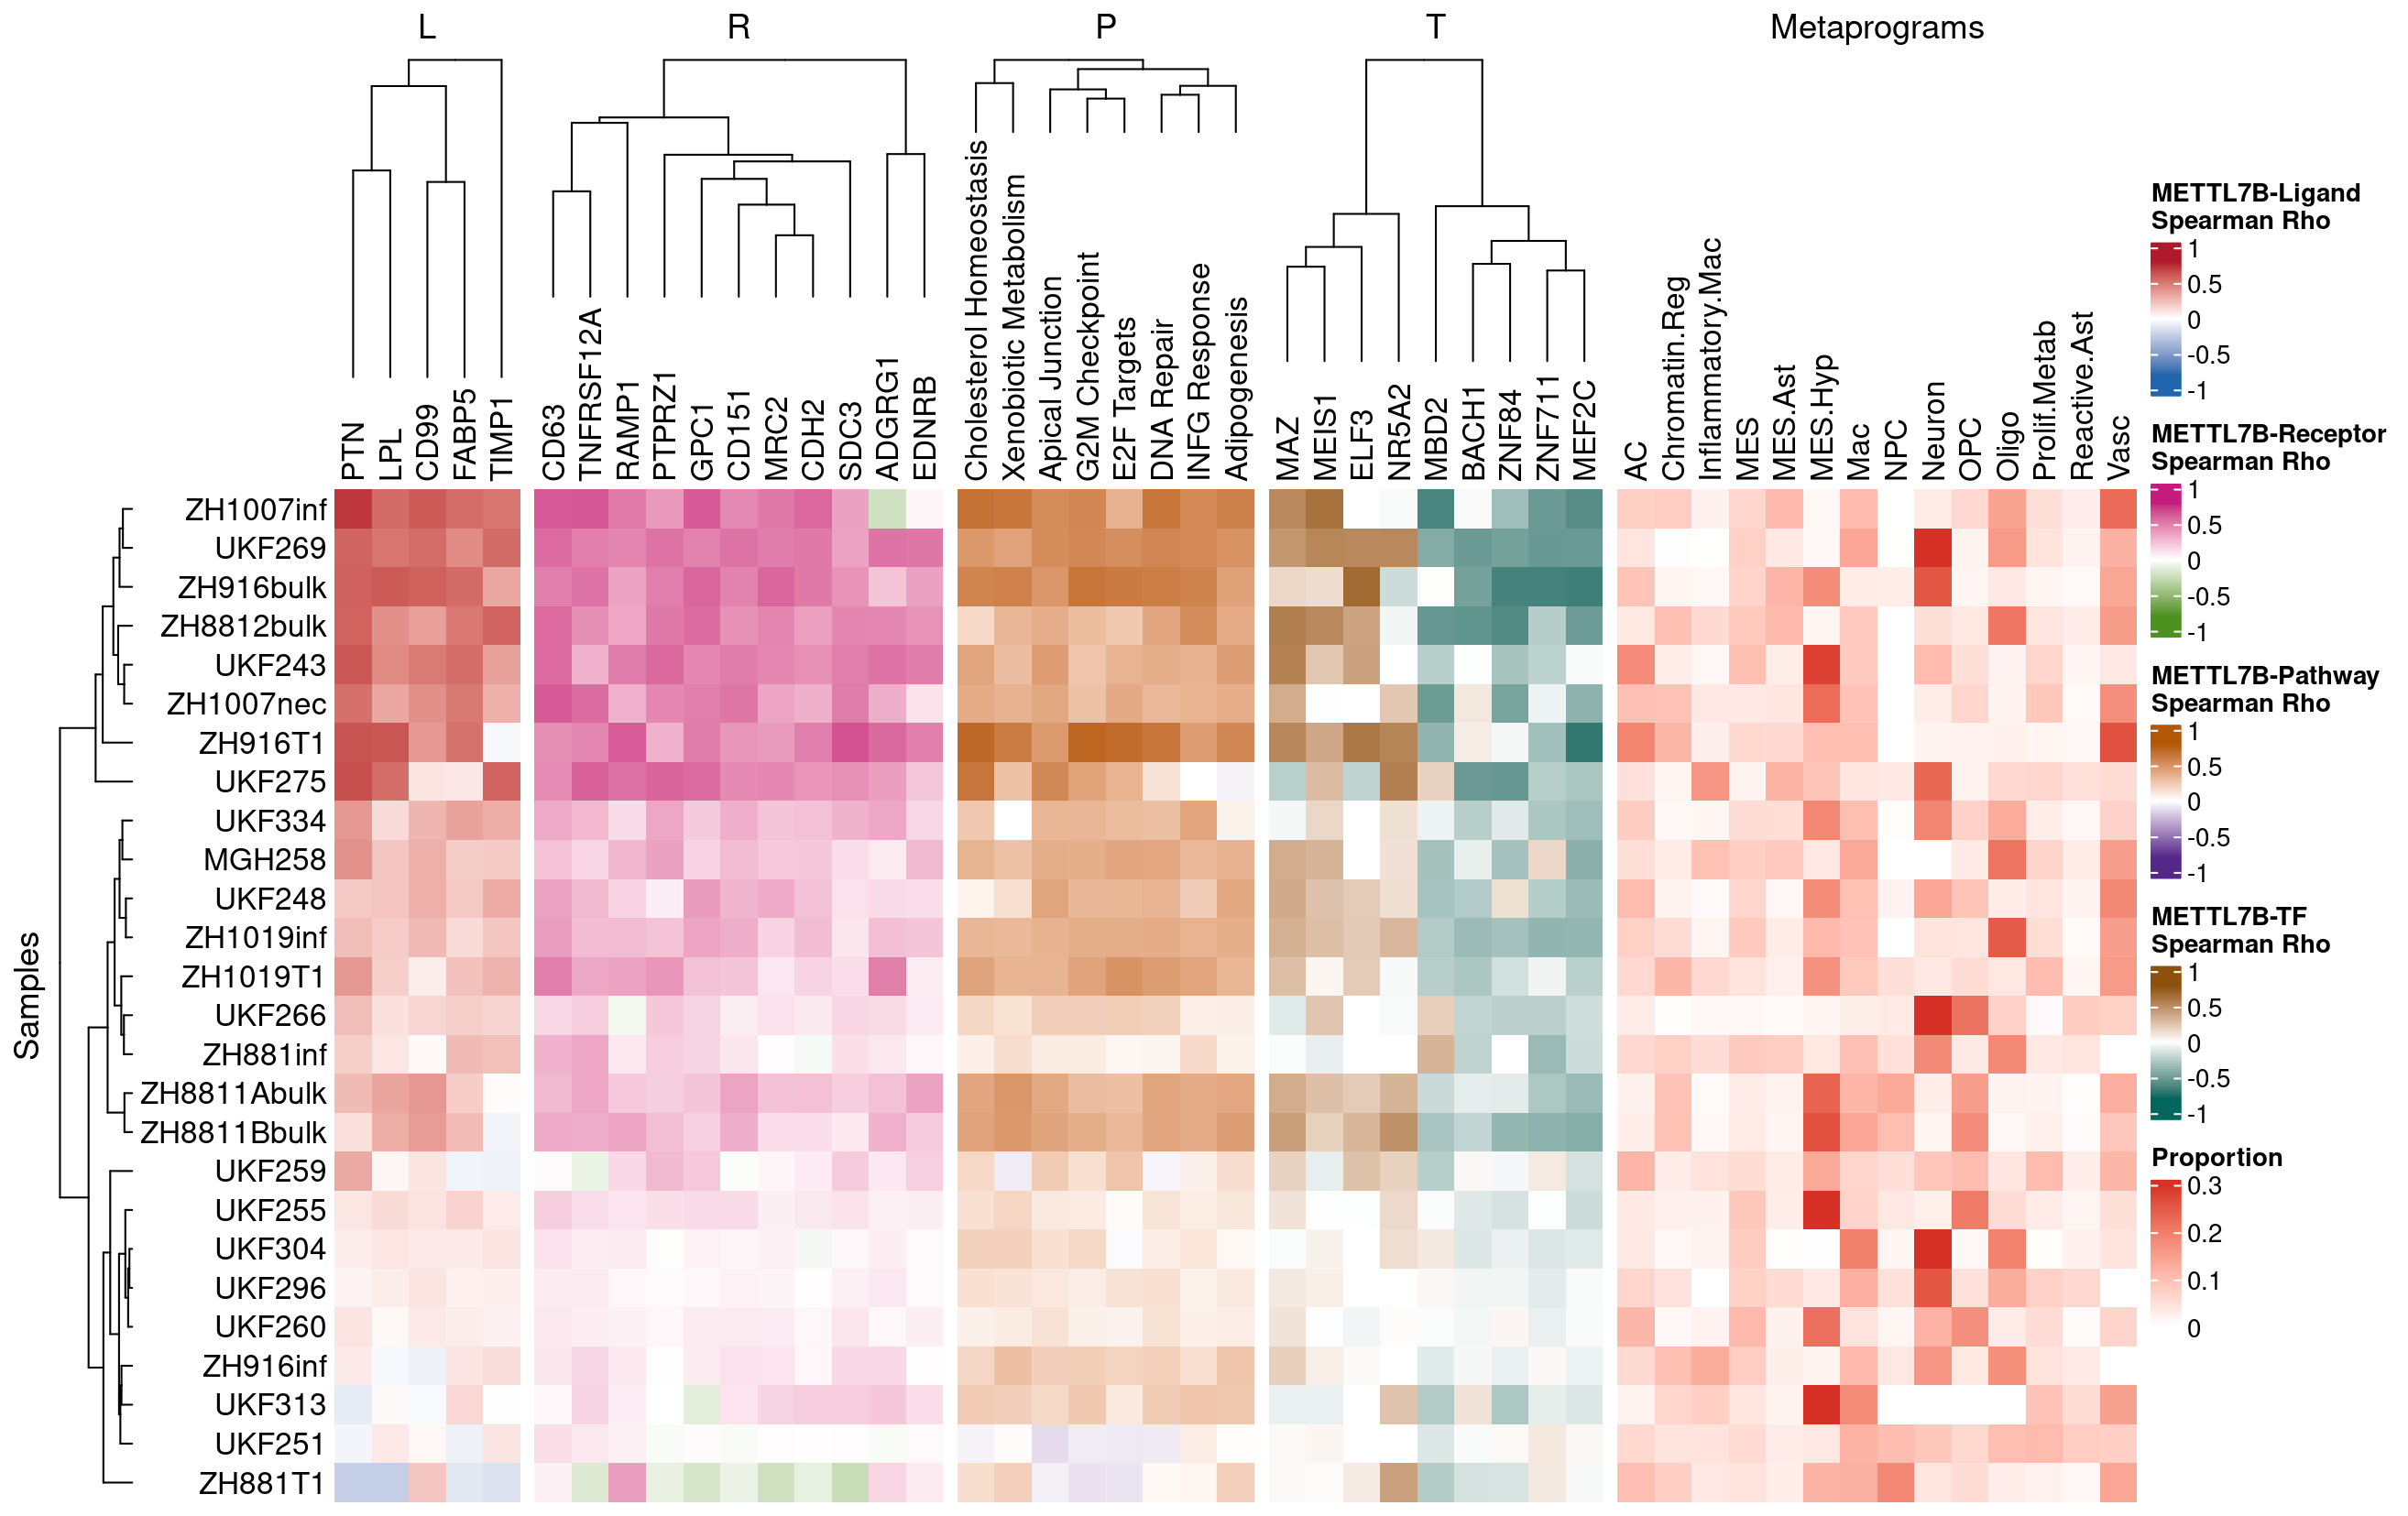 L
R
P
T
Metaprograms
PTN
LPL
CD99
FABP5
TIMP1
CD63
TNFRSF12A
RAMP1
PTPRZ1
GPC1
CD151
MRC2
CDH2
SDC3
ADGRG1
EDNRB
Cholesterol Homeostasis
Xenobiotic Metabolism
Apical Junction
G2M Checkpoint
E2F Targets
DNA Repair
INFG Response
Adipogenesis
MAZ
MEIS1
ELF3
NR5A2
MBD2
BACH1
ZNF84
ZNF711
MEF2C
AC
Chromatin.Reg
Inflammatory.Mac
MES
MES.Ast
MES.Hyp
Mac
NPC
Neuron
OPC
Oligo
Prolif.Metab
Reactive.Ast
Vasc
Samples
ZH1007inf
UKF269
ZH916bulk
ZH8812bulk
UKF243
ZH1007nec
ZH916T1
UKF275
UKF334
MGH258
UKF248
ZH1019inf
ZH1019T1
UKF266
ZH881inf
ZH8811Abulk
ZH8811Bbulk
UKF259
UKF255
UKF304
UKF296
UKF260
ZH916inf
UKF313
UKF251
ZH881T1
METTL7B-Ligand
Spearman Rho
1
0.5
0
-0.5
-1
METTL7B-Receptor
Spearman Rho
1
0.5
0
-0.5
-1
METTL7B-Pathway
Spearman Rho
1
0.5
0
-0.5
-1
METTL7B-TF
Spearman Rho
1
0.5
0
-0.5
-1
Proportion
0.3
0.2
0.1
0